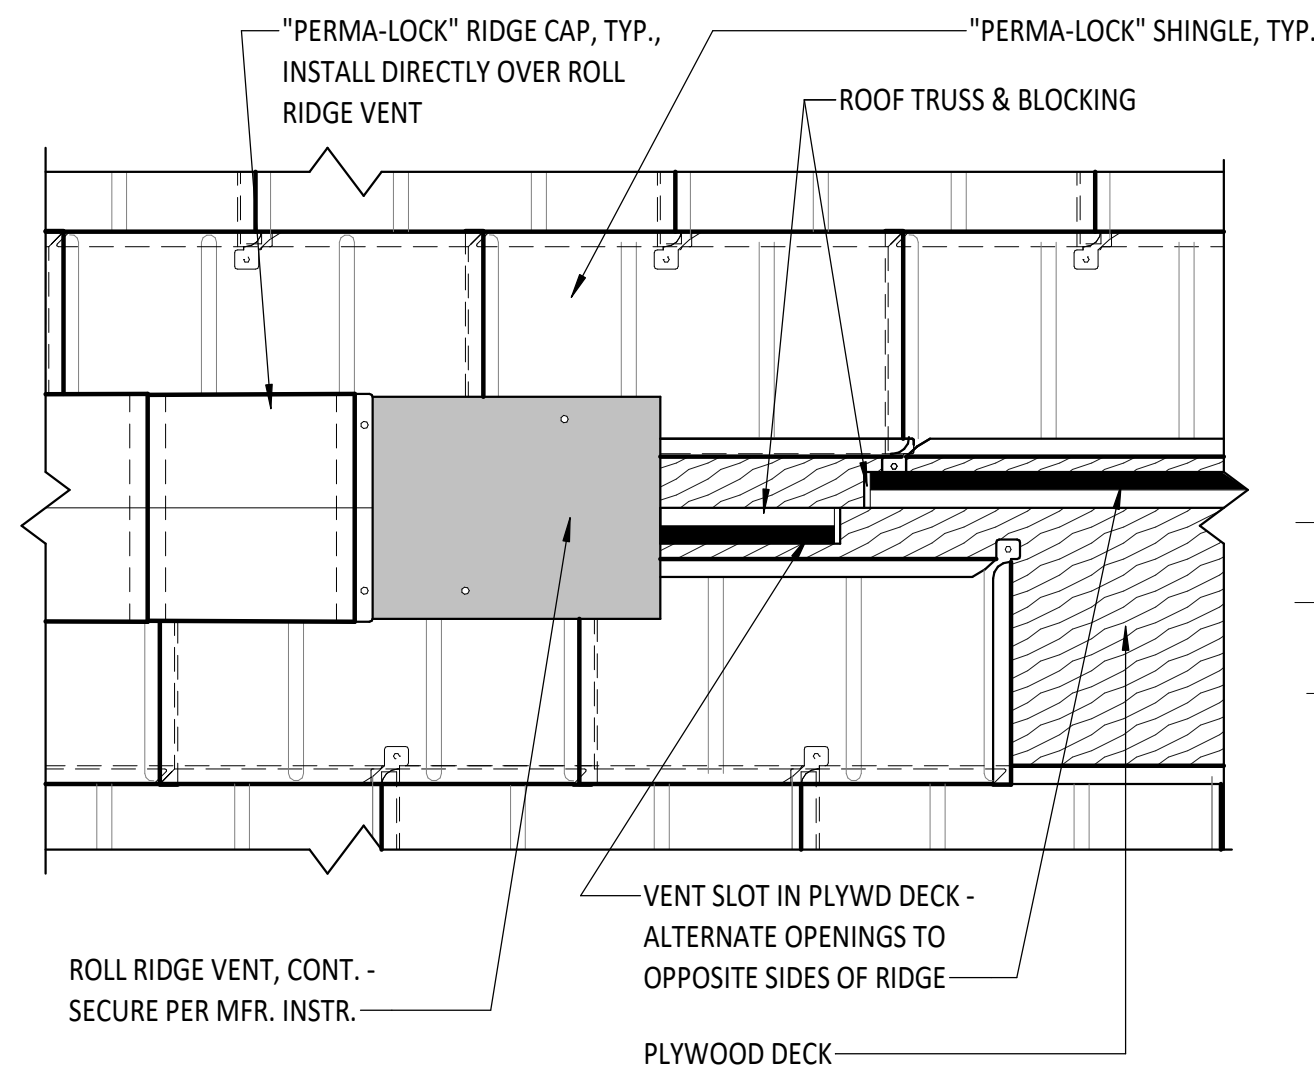 "PERMA-LOCK" RIDGE CAP, TYP.,
INSTALL DIRECTLY OVER ROLL
RIDGE VENT
"PERMA-LOCK" SHINGLE, TYP.
ROOF TRUSS & BLOCKING
VENT SLOT IN PLYWD DECK -
ALTERNATE OPENINGS TO
OPPOSITE SIDES OF RIDGE
ROLL RIDGE VENT, CONT. -
SECURE PER MFR. INSTR.
PLYWOOD DECK